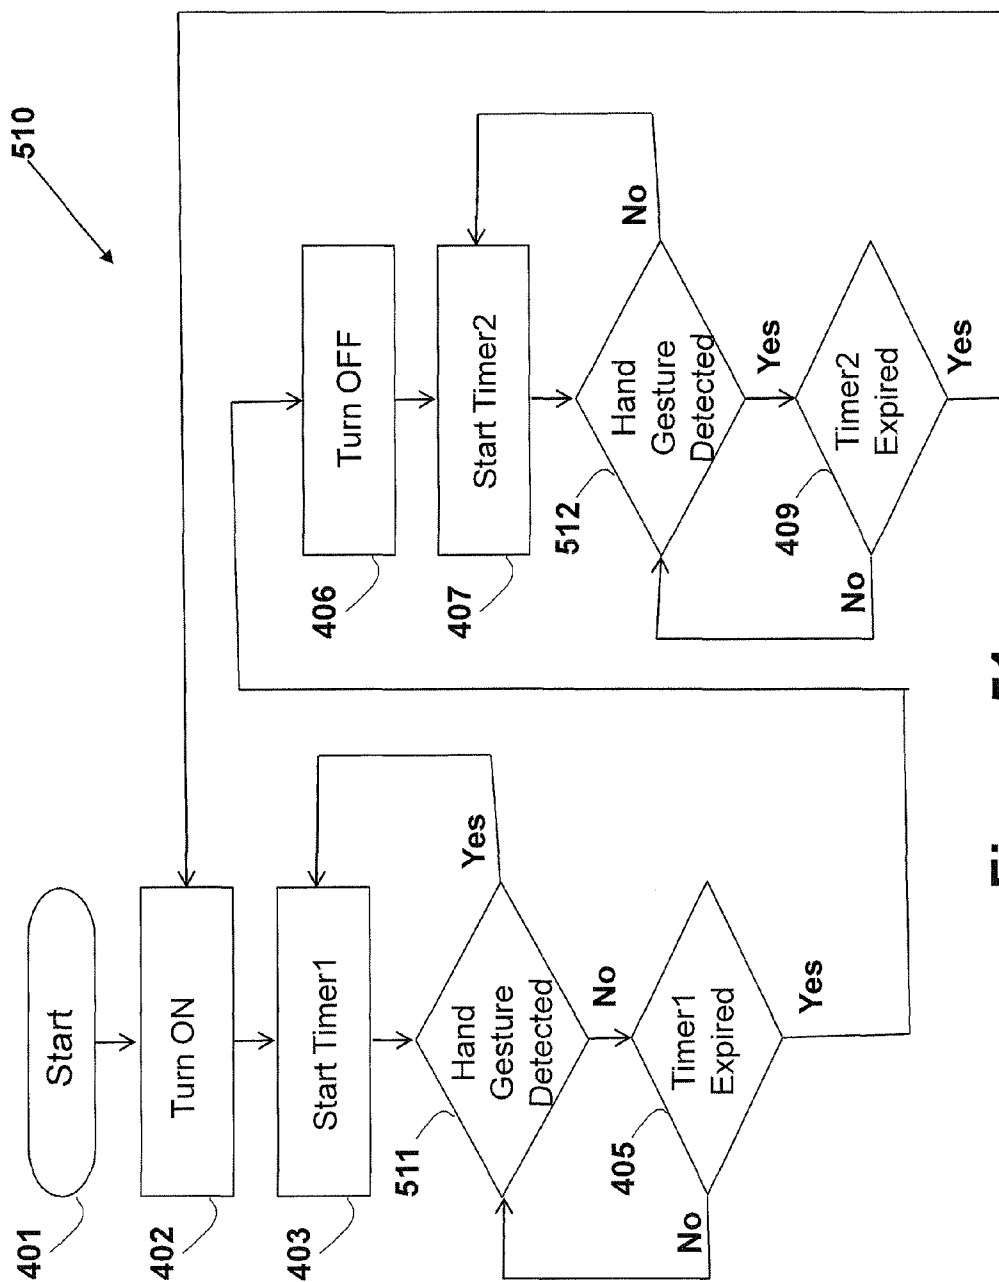 510
401
Start
402
Turn ON
403
Start Timer1
511
Hand
Gesture
Detected
Yes
No
405
Timer1
Expired
No
Yes
406
Turn OFF
407
Start Timer2
512
Hand
Gesture
Detected
No
Yes
409
Timer2
Expired
No
Yes